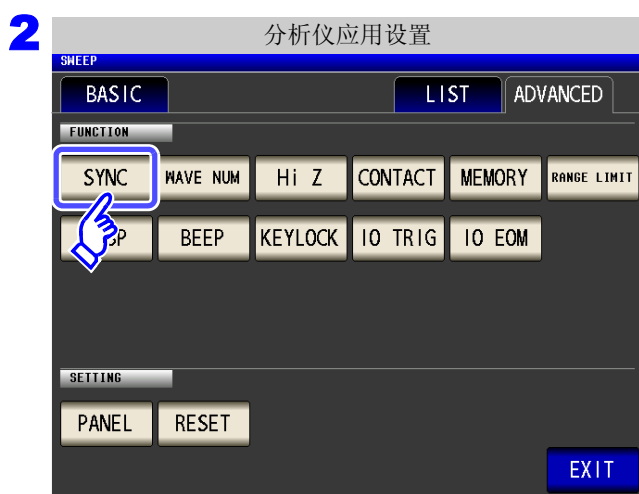 2
分析仪应用设置
SWEEP
BASIC LIST ADVANCED
FUNCTION
SYNC WAVE NUM Hi Z CONTACT MEMORY RANGE LIMIT
BEEP KEYLOCK IO TRIG IO EOM
SETTING
PANEL RESET
EXIT